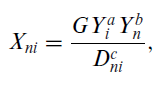 X_{ni} = \frac{G Y_i^a Y_n^b}{D_{ni}^c},